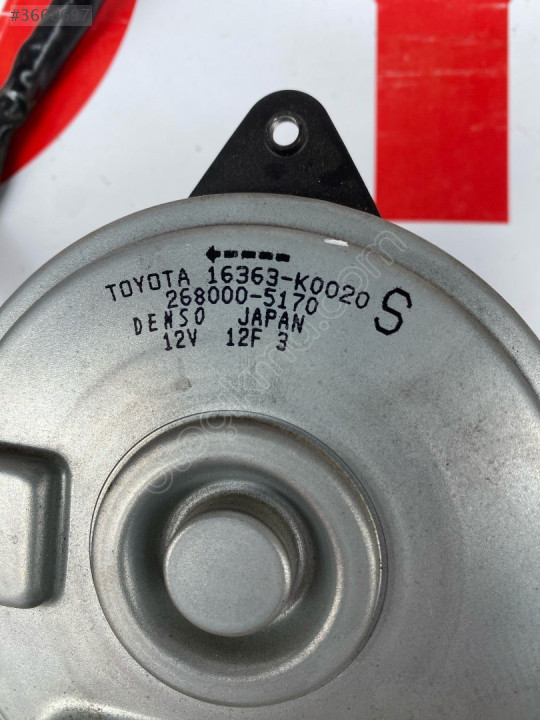 TOYOTA 16363-K0020 S
268000-5170
DENSO JAPAN
12V 12F 3